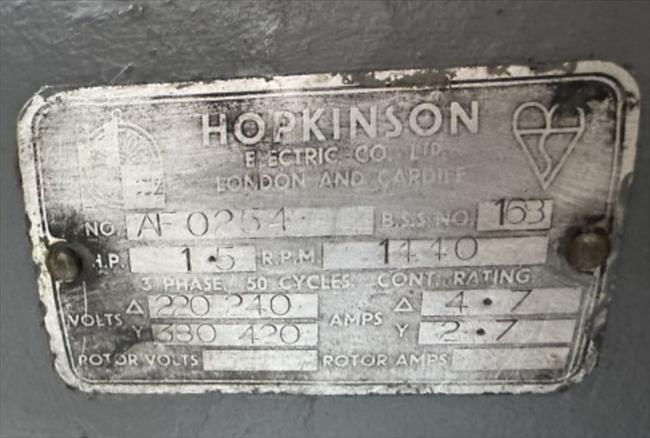 HOPKINSON
ELECTRIC CO. LTD.
LONDON AND CARDIFF
NO. AF 0254 B.S.S. NO. 168
H.P. 1.5 R.P.M. 1440
3 PHASE. 50 CYCLES. CONT. RATING
VOLTS △ 220 240 AMPS △ 4.7
Y 380 420 Y 2.7
ROTOR VOLTS ROTOR AMPS